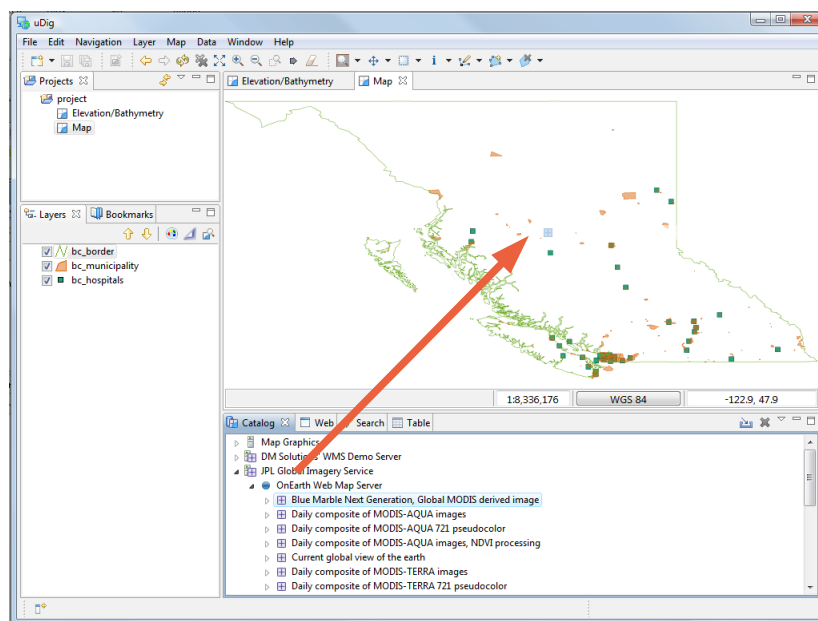 uDig
File Edit Navigation Layer Map Data Window Help
Projects
project
Elevation/Bathymetry
Map
Layers Bookmarks
bc_border
bc_municipality
bc_hospitals
Elevation/Bathymetry Map
1:8,336,176 WGS 84 -122.9, 47.9
Catalog Web Search Table
Map Graphics
DM Solutions' WMS Demo Server
JPL Global Imagery Service
OnEarth Web Map Server
Blue Marble Next Generation, Global MODIS derived image
Daily composite of MODIS-AQUA images
Daily composite of MODIS-AQUA 721 pseudocolor
Daily composite of MODIS-AQUA images, NDVI processing
Current global view of the earth
Daily composite of MODIS-TERRA images
Daily composite of MODIS-TERRA 721 pseudocolor